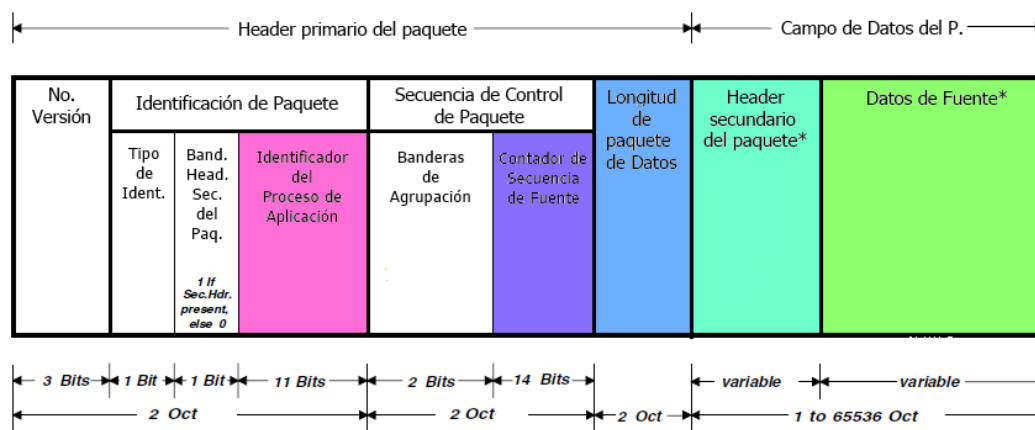 Header primario del paquete
Campo de Datos del P.
No.
Versión
Identificación de Paquete
Secuencia de Control
de Paquete
Longitud
de
paquete
de Datos
Header
secundario
del paquete*
Datos de Fuente*
Tipo
de
Ident.
Band.
Head.
Sec.
del
Paq.
1 If
Sec.Hdr.
present,
else 0
Identificador
del
Proceso de
Aplicación
Banderas
de
Agrupación
Contador de
Secuencia
de Fuente
3 Bits
1 Bit
1 Bit
11 Bits
2 Bits
14 Bits
variable
variable
2 Oct
2 Oct
2 Oct
1 to 65536 Oct